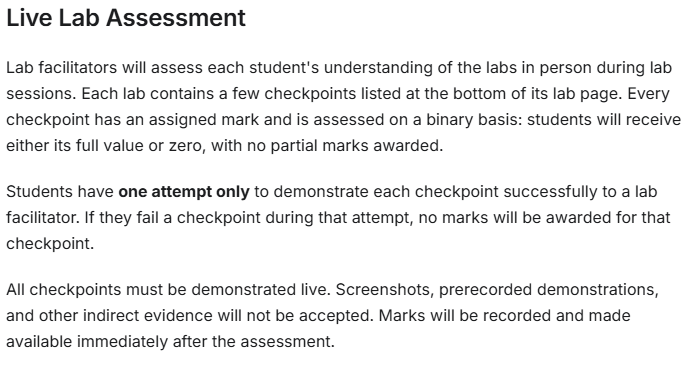 Live Lab Assessment
Lab facilitators will assess each student's understanding of the labs in person during lab
sessions. Each lab contains a few checkpoints listed at the bottom of its lab page. Every
checkpoint has an assigned mark and is assessed on a binary basis: students will receive
either its full value or zero, with no partial marks awarded.
Students have one attempt only to demonstrate each checkpoint successfully to a lab
facilitator. If they fail a checkpoint during that attempt, no marks will be awarded for that
checkpoint.
All checkpoints must be demonstrated live. Screenshots, prerecorded demonstrations,
and other indirect evidence will not be accepted. Marks will be recorded and made
available immediately after the assessment.